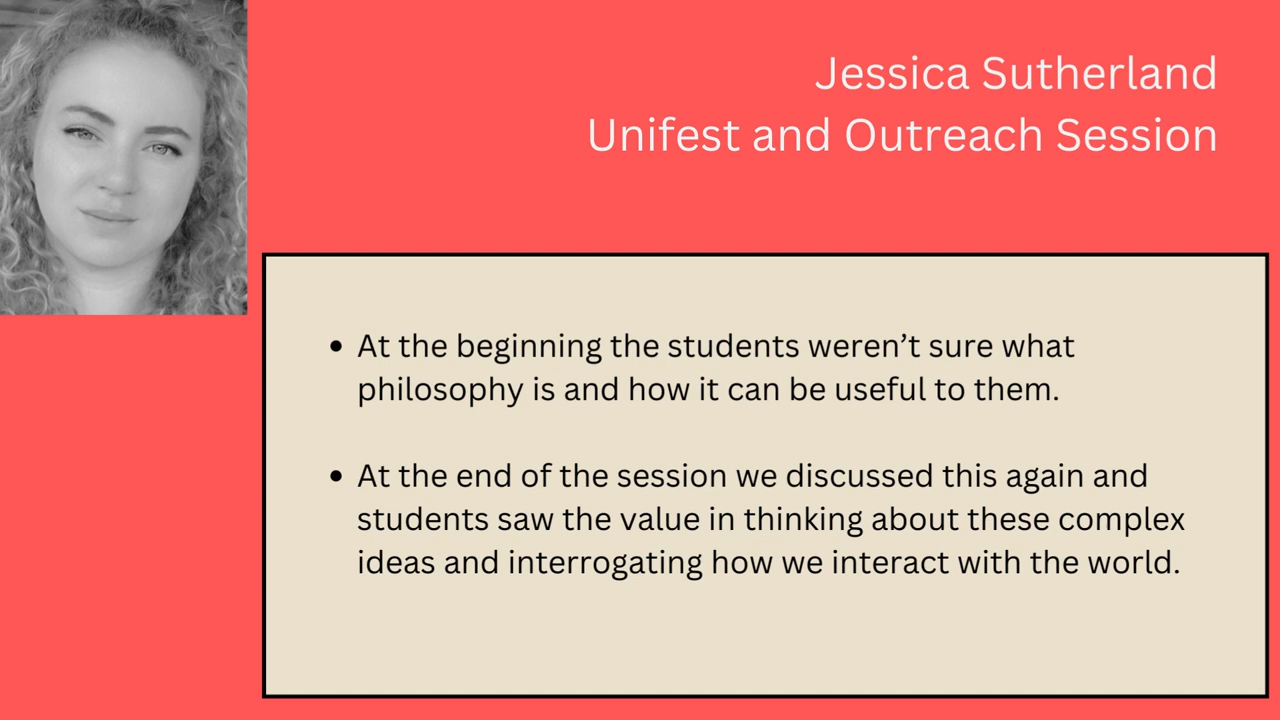 Jessica Sutherland
Unifest and Outreach Session
• At the beginning the students weren’t sure what
philosophy is and how it can be useful to them.
• At the end of the session we discussed this again and
students saw the value in thinking about these complex
ideas and interrogating how we interact with the world.